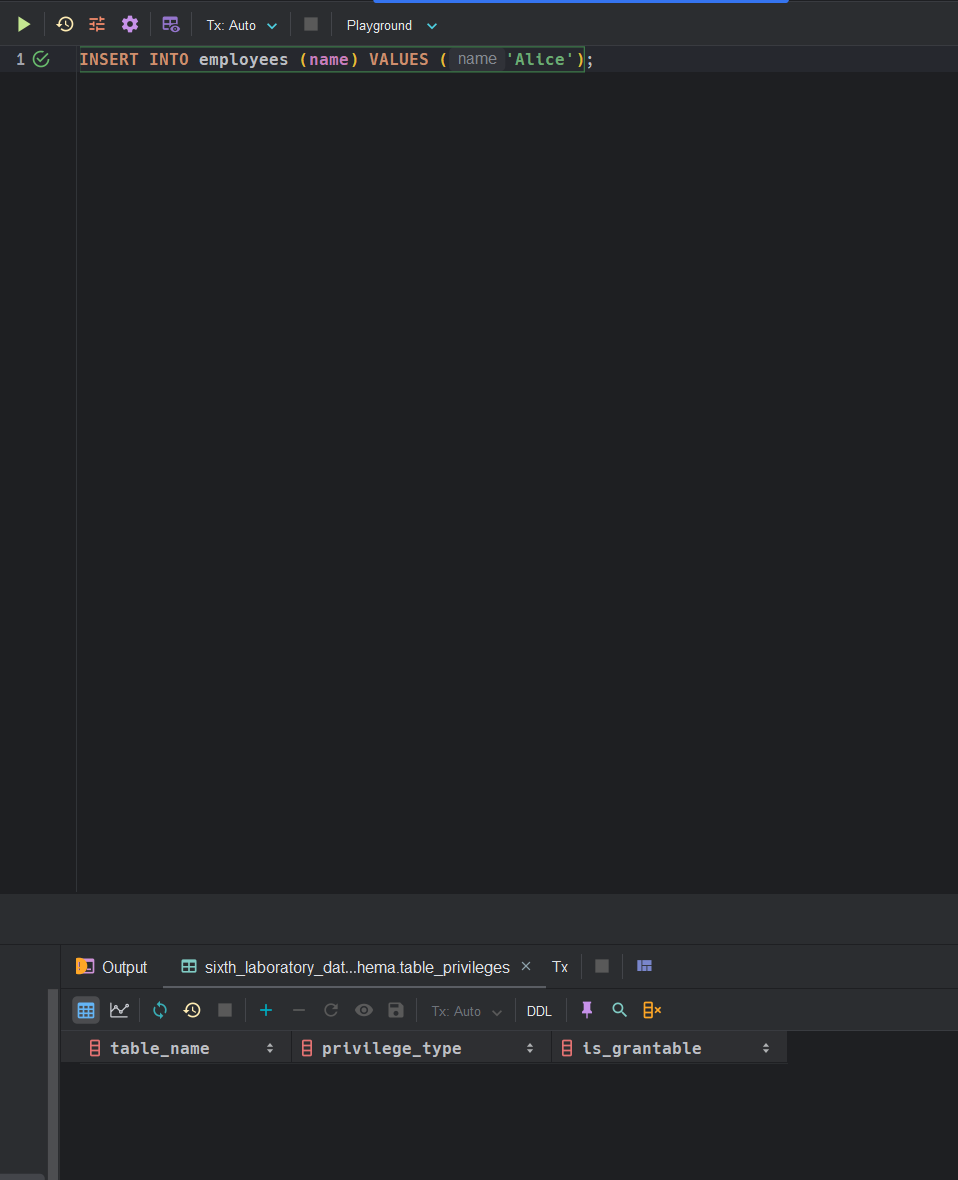 Tx: Auto Playground
1 INSERT INTO employees (name) VALUES ( name 'Alice');
Output sixth_laboratory_dat...hema.table_privileges × Tx
Tx: Auto DDL
table_name privilege_type is_grantable